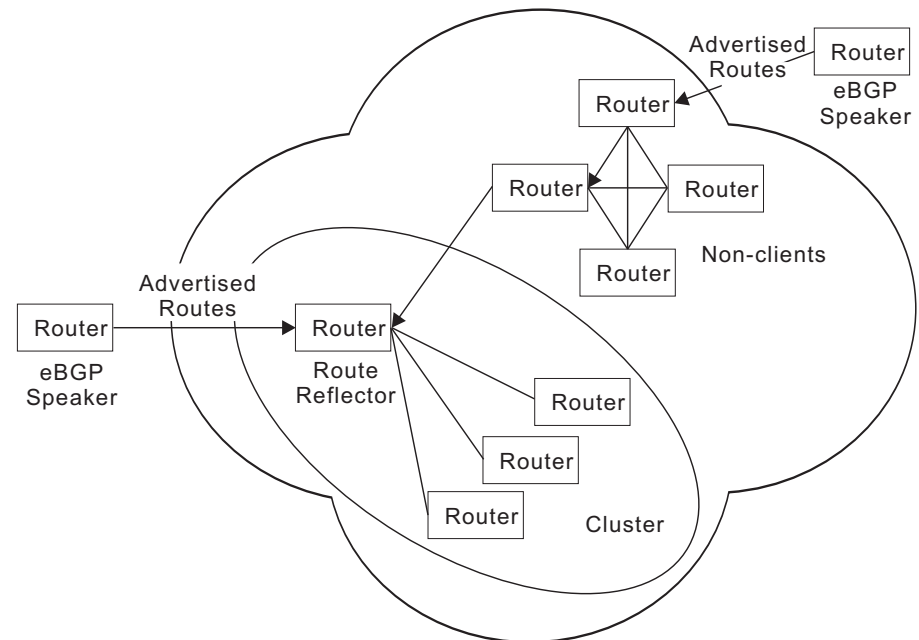 Advertised
Routes
Router
eBGP
Speaker
Router
Router
Router
Router
Non-clients
Advertised
Routes
Router
eBGP
Speaker
Router
Route
Reflector
Router
Router
Router
Cluster